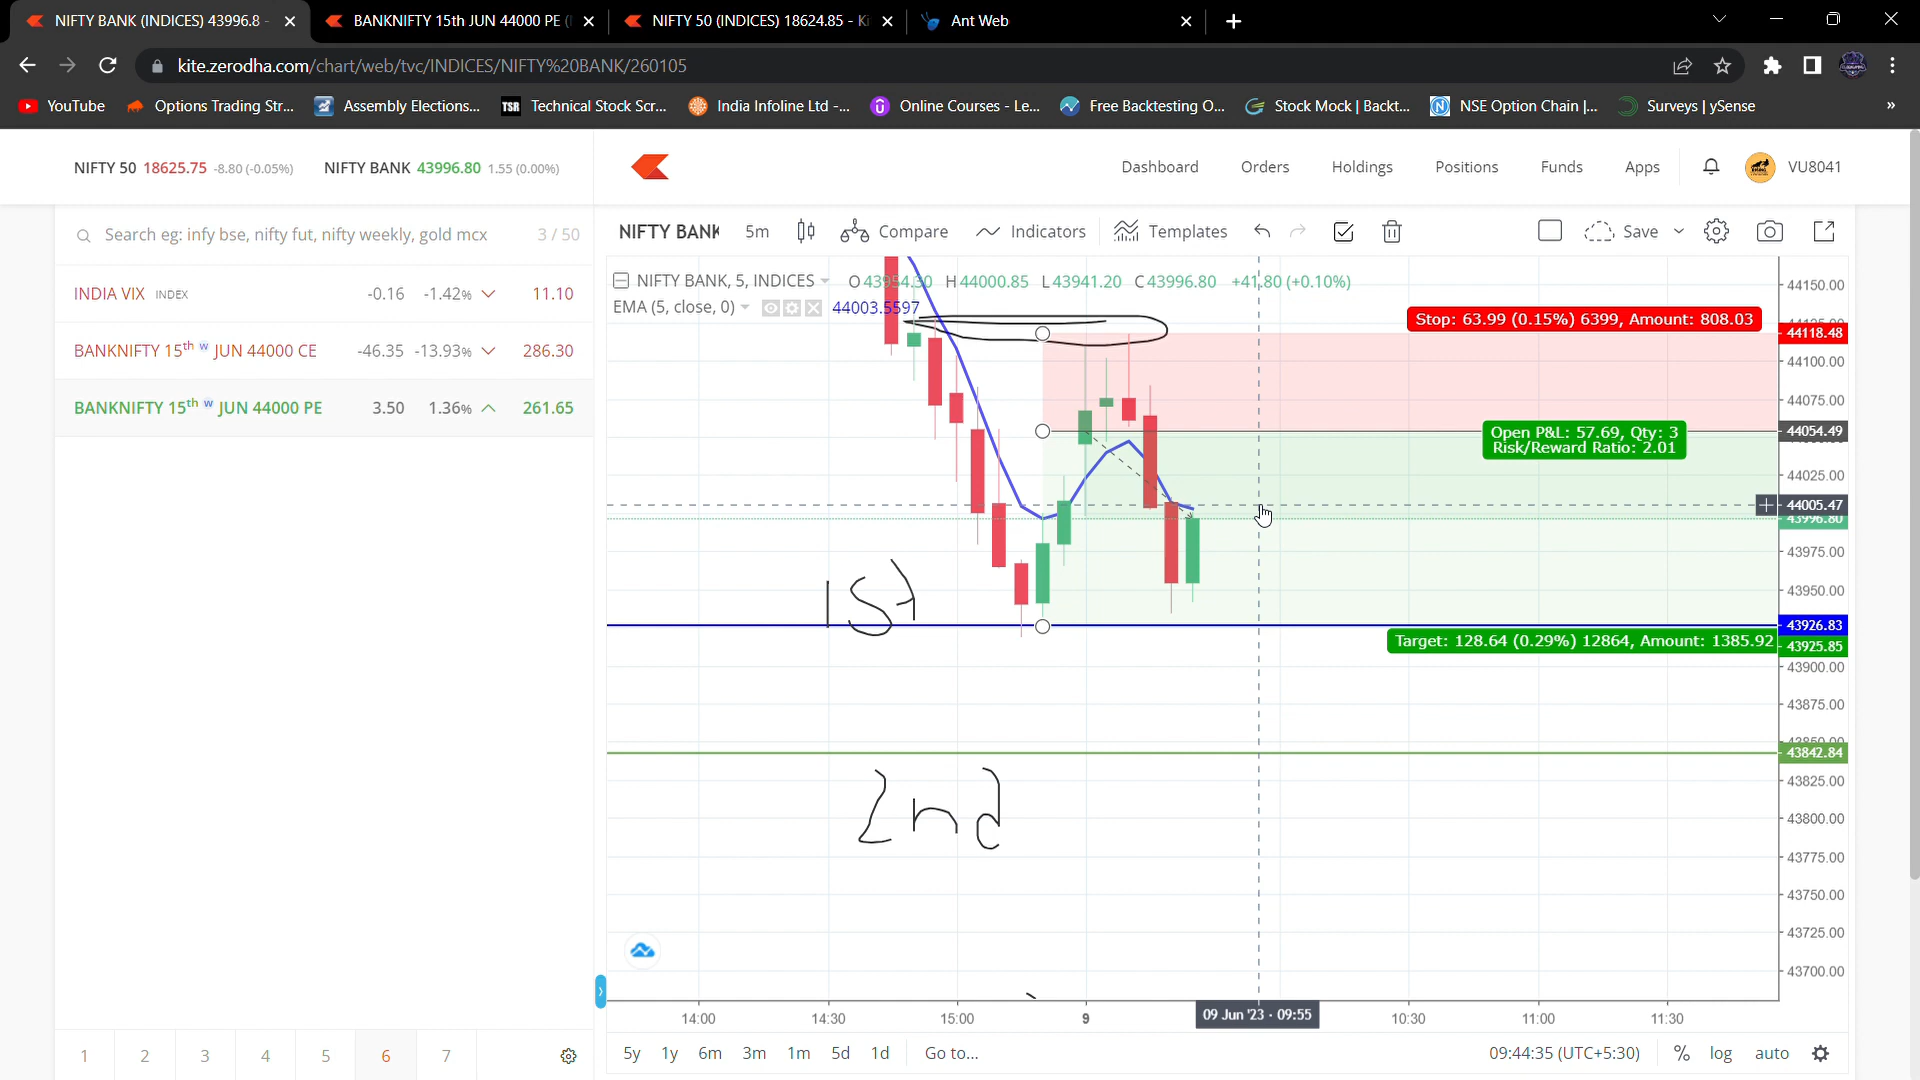 NIFTY BANK (INDICES) 43996.8 -
BANKNIFTY 15th JUN 44000 PE (
NIFTY 50 (INDICES) 18624.85 - Ki
Ant Web
kite.zerodha.com/chart/web/tvc/INDICES/NIFTY%20BANK/260105
YouTube
Options Trading Str...
Assembly Elections...
TSR Technical Stock Scr...
India Infoline Ltd -...
Online Courses - Le...
Free Backtesting O...
Stock Mock | Backt...
NSE Option Chain |...
Surveys | ySense
»
NIFTY 50 18625.75 -8.80 (-0.05%)
NIFTY BANK 43996.80 1.55 (0.00%)
Dashboard
Orders
Holdings
Positions
Funds
Apps
VU8041
Search eg: infy bse, nifty fut, nifty weekly, gold mcx 3 / 50
INDIA VIX INDEX -0.16 -1.42% 11.10
BANKNIFTY 15th w JUN 44000 CE -46.35 -13.93% 286.30
BANKNIFTY 15th w JUN 44000 PE 3.50 1.36% 261.65
1 2 3 4 5 6 7
NIFTY BANK 5m Compare Indicators Templates Save
NIFTY BANK, 5, INDICES O43954.30 H44000.85 L43941.20 C43996.80 +41.80 (+0.10%)
EMA (5, close, 0) 44003.5597
Stop: 63.99 (0.15%) 6399, Amount: 808.03
Open P&L: 57.69, Qty: 3
Risk/Reward Ratio: 2.01
Target: 128.64 (0.29%) 12864, Amount: 1385.92
1st
2nd
44150.00
44118.48
44100.00
44075.00
44054.49
44025.00
44005.47
43996.80
43975.00
43950.00
43926.83
43925.85
43900.00
43875.00
43850.00
43842.84
43825.00
43800.00
43775.00
43750.00
43725.00
43700.00
14:00 14:30 15:00 9 09 Jun '23 - 09:55 10:30 11:00 11:30
5y 1y 6m 3m 1m 5d 1d Go to... 09:44:35 (UTC+5:30) % log auto